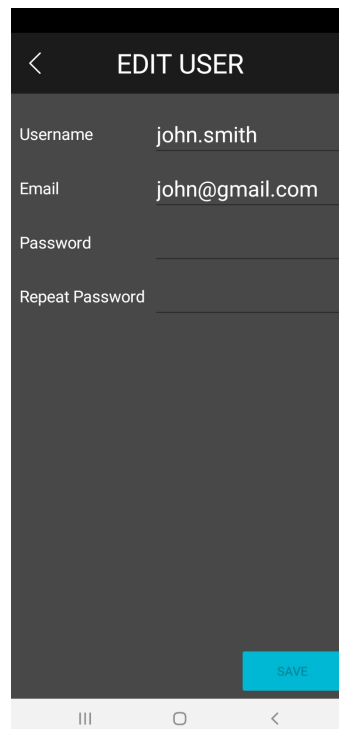 EDIT USER
Username john.smith
Email john@gmail.com
Password
Repeat Password
SAVE